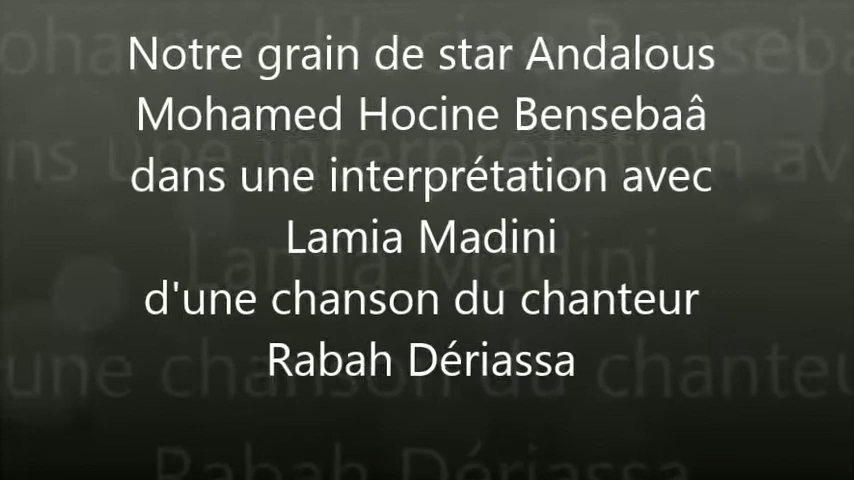 Notre grain de star Andalous
Mohamed Hocine Bensebaâ
dans une interprétation avec
Lamia Madini
d'une chanson du chanteur
Rabah Dériassa